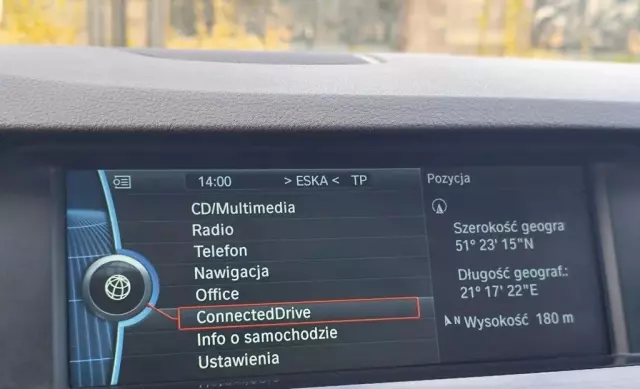 14:00 > ESKA < TP
CD/Multimedia
Radio
Telefon
Nawigacja
Office
ConnectedDrive
Info o samochodzie
Ustawienia
Pozycja
Szerokość geogra
51° 23' 15"N
Długość geograf.:
21° 17' 22"E
N Wysokość 180 m